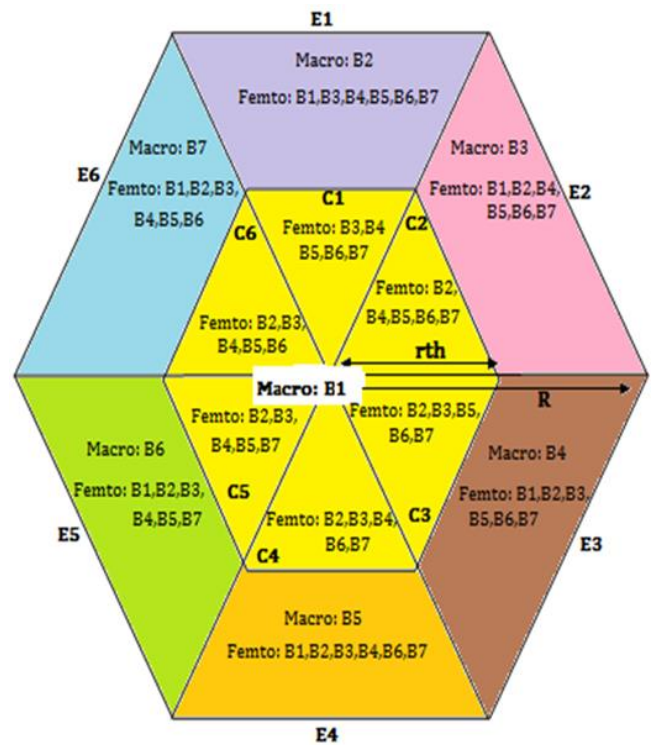 E1
Macro: B2
Femto: B1,B3,B4,B5,B6,B7
Macro: B7
Femto: B1,B2,B3,
B4,B5,B6
E6
Macro: B3
Femto: B1,B2,B4,
B5,B6,B7
E2
C1
Femto: B3,B4
B5,B6,B7
C2
Femto: B2,
B4,B5,B6,B7
C6
Femto: B2,B3,
B4,B5,B6
rth
Macro: B1
R
Femto: B2,B3,B5,
B6,B7
C3
Femto: B2,B3,
B4,B5,B7
C5
Femto: B2,B3,B4,
B6,B7
C4
Macro: B6
Femto: B1,B2,B3,
B4,B5,B7
E5
Macro: B4
Femto: B1,B2,B3,
B5,B6,B7
E3
Macro: B5
Femto: B1,B2,B3,B4,B6,B7
E4